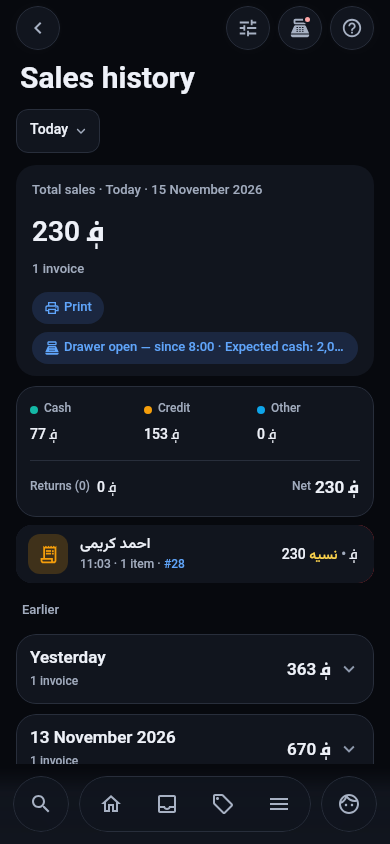 Sales history
Today
Total sales · Today · 15 November 2026
230 ؋
1 invoice
Print
Drawer open — since 8:00 · Expected cash: 2,0...
Cash
Credit
Other
77 ؋
153 ؋
0 ؋
Returns (0) 0 ؋
Net 230 ؋
احمد کریمی
230 نسیه • ؋
11:03 · 1 item · #28
Earlier
Yesterday
363 ؋
1 invoice
13 November 2026
670 ؋
1 invoice